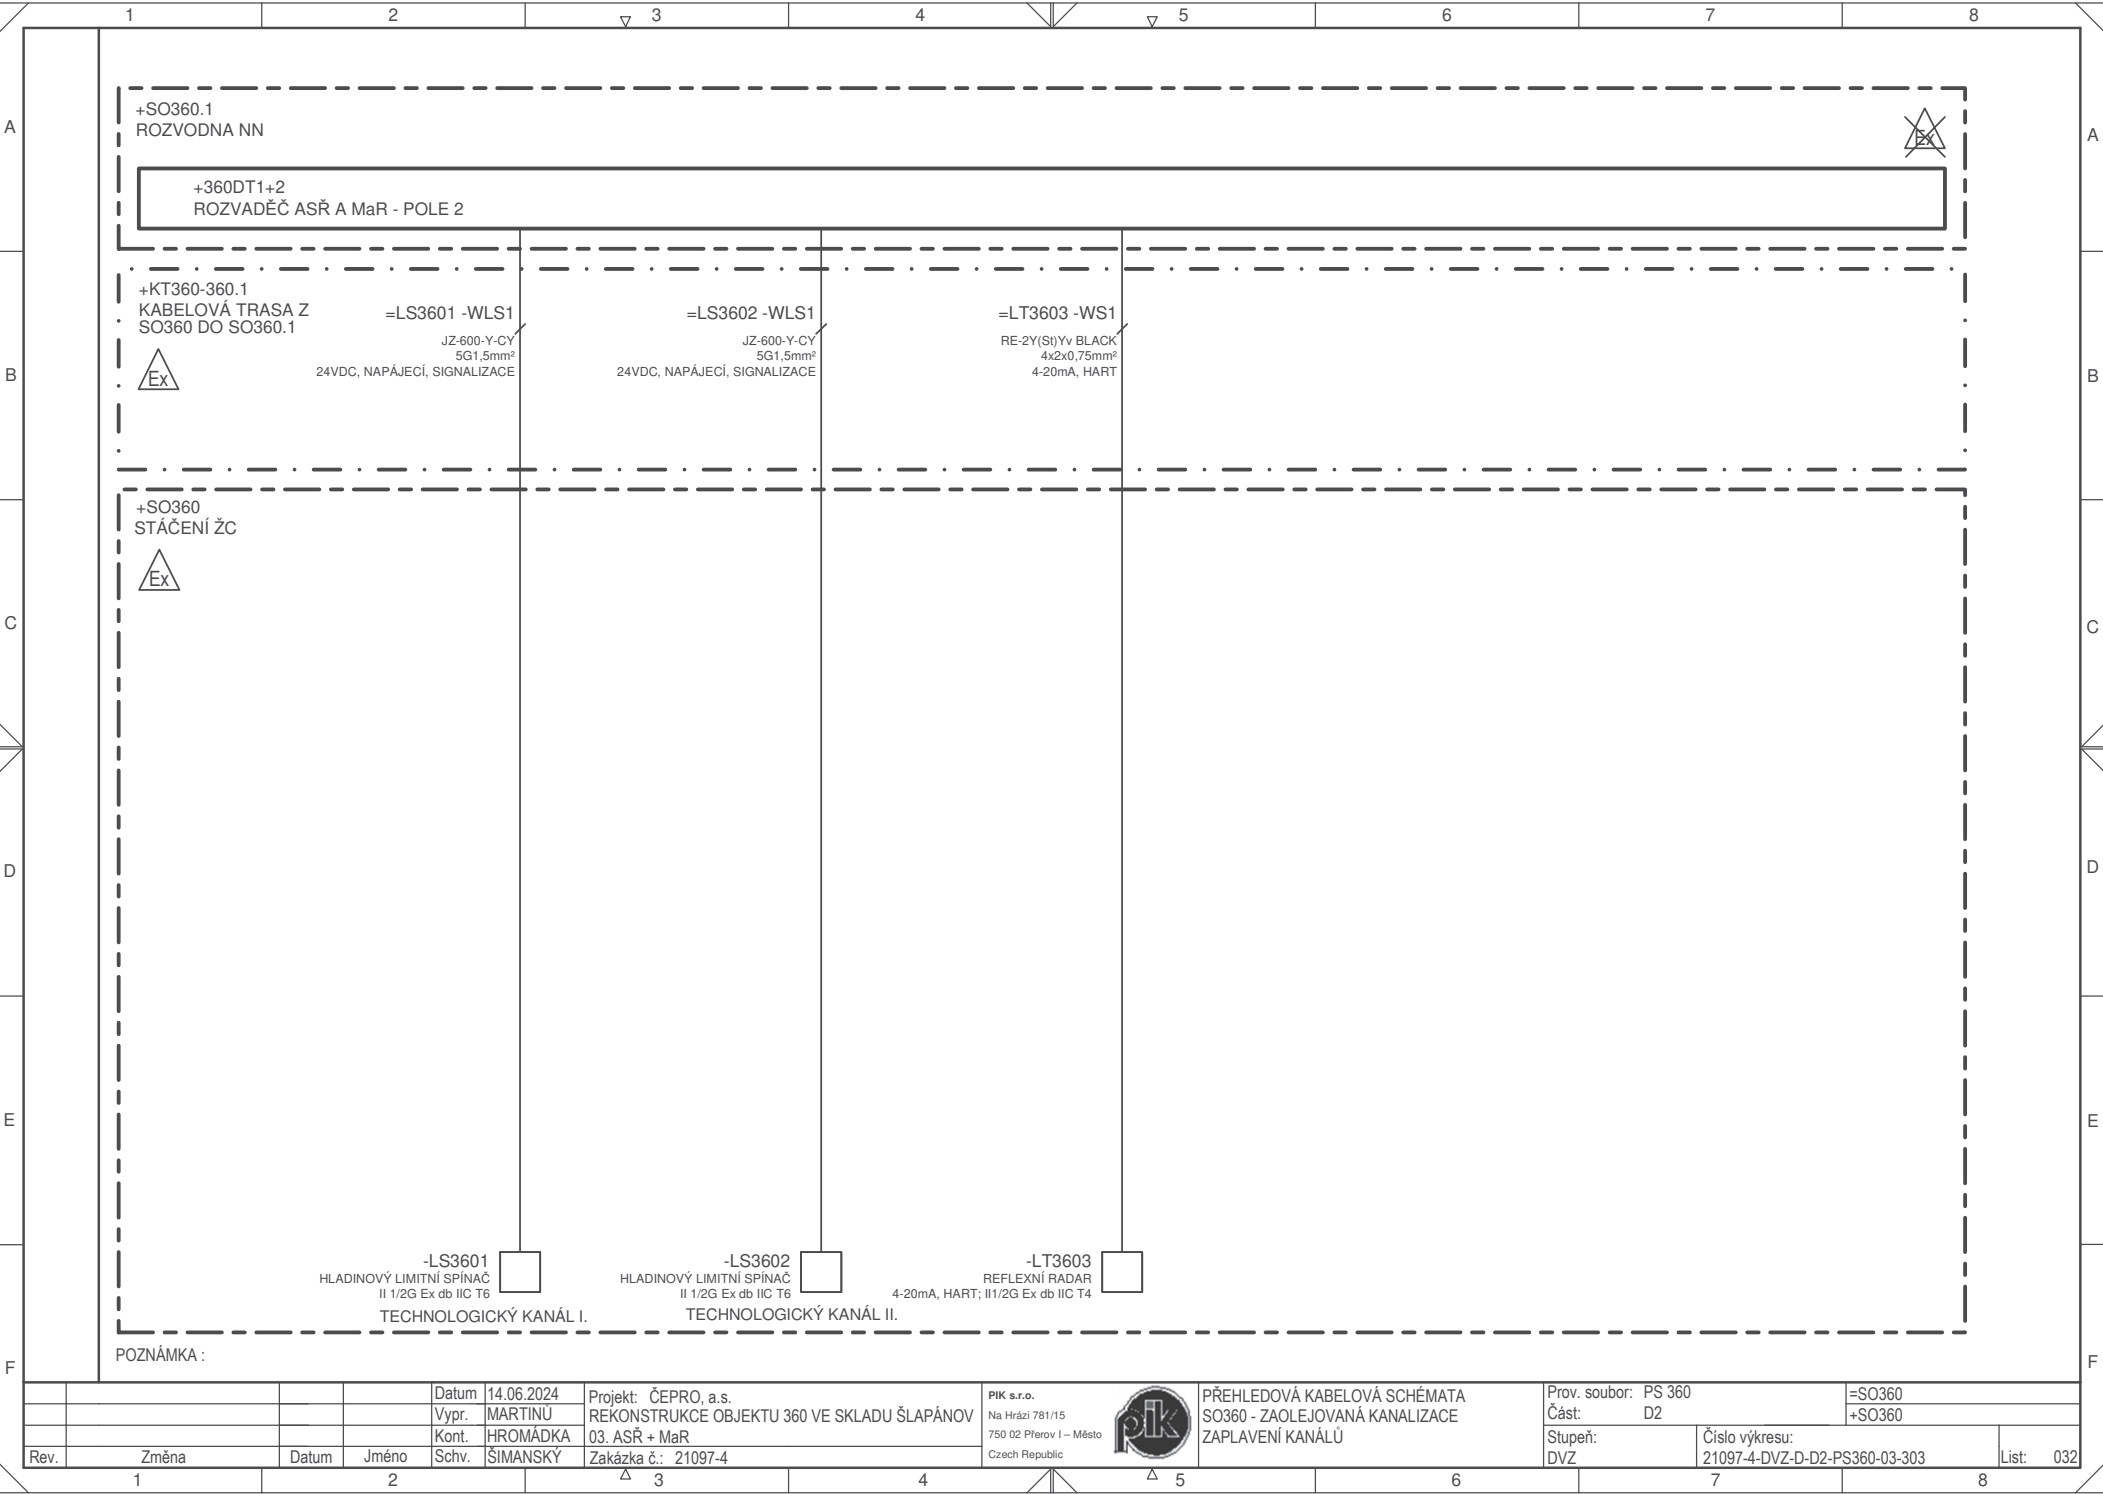 1 2 3 4 5 6 7 8
A
A
+SO360.1
ROZVODNA NN
Ex
+360DT1+2
ROZVADĚČ ASŘ A MaR - POLE 2
+KT360-360.1
KABELOVÁ TRASA Z
SO360 DO SO360.1
Ex
=LS3601 -WLS1
JZ-600-Y-CY
5G1,5mm²
24VDC, NAPÁJECÍ, SIGNALIZACE
=LS3602 -WLS1
JZ-600-Y-CY
5G1,5mm²
24VDC, NAPÁJECÍ, SIGNALIZACE
=LT3603 -WS1
RE-2Y(St)Yv BLACK
4x2x0,75mm²
4-20mA, HART
B
B
+SO360
STÁČENÍ ŽC
Ex
C
C
D
D
E
E
-LS3601
HLADINOVÝ LIMITNÍ SPÍNAČ
II 1/2G Ex db IIC T6
TECHNOLOGICKÝ KANÁL I.
-LS3602
HLADINOVÝ LIMITNÍ SPÍNAČ
II 1/2G Ex db IIC T6
TECHNOLOGICKÝ KANÁL II.
-LT3603
REFLEXNÍ RADAR
4-20mA, HART; II1/2G Ex db IIC T4
F
F
POZNÁMKA :
Rev. Změna Datum Jméno
Datum 14.06.2024
Vypr. MARTINŮ
Kont. HROMÁDKA
Schv. ŠIMANSKÝ
Projekt: ČEPRO, a.s.
REKONSTRUKCE OBJEKTU 360 VE SKLADU ŠLAPÁNOV
03. ASŘ + MaR
Zakázka č.: 21097-4
PIK s.r.o.
Na Hrázi 781/15
750 02 Přerov I – Město
Czech Republic
pik
PŘEHLEDOVÁ KABELOVÁ SCHÉMATA
SO360 - ZAOLEJOVANÁ KANALIZACE
ZAPLAVENÍ KANÁLŮ
Prov. soubor: PS 360
Část: D2
=SO360
+SO360
Stupeň:
DVZ
Číslo výkresu:
21097-4-DVZ-D-D2-PS360-03-303
List: 032
1 2 3 4 5 6 7 8